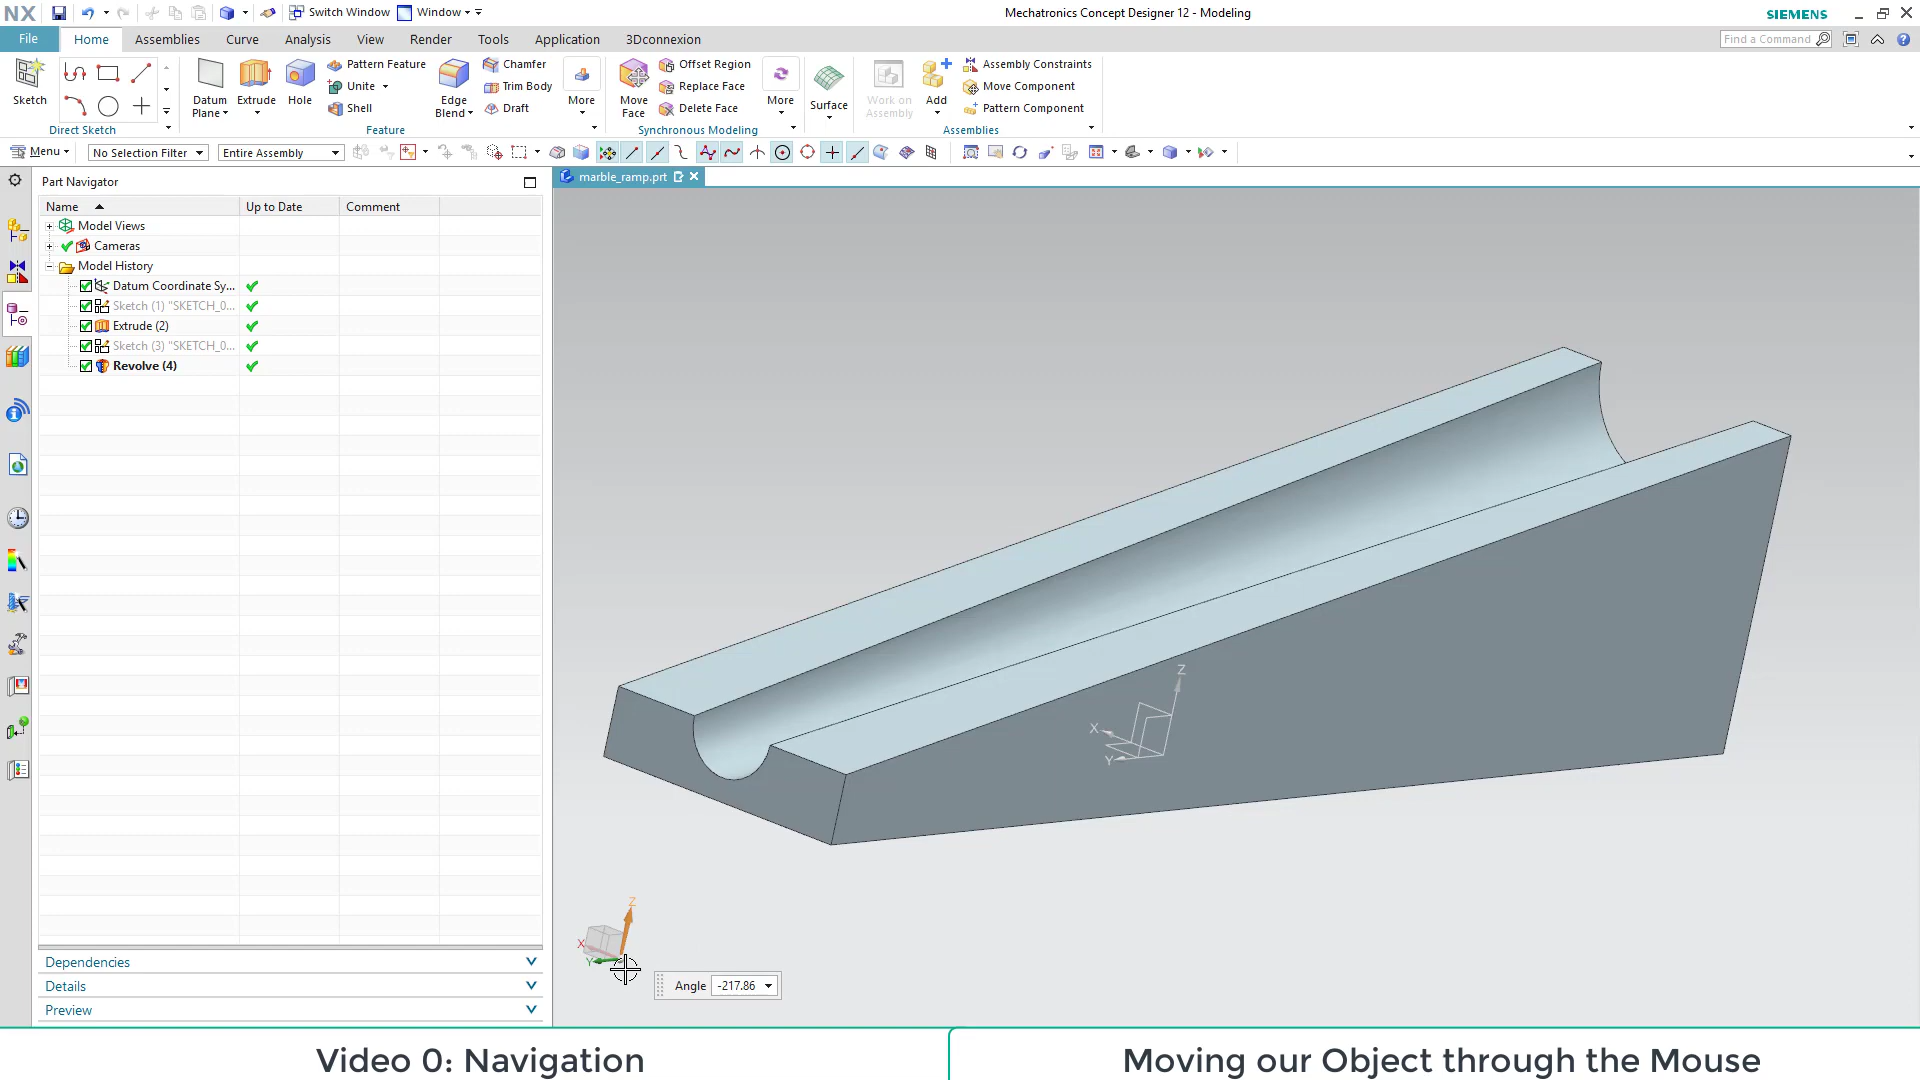 NX
Switch Window
Window
Mechatronics Concept Designer 12 - Modeling
SIEMENS
File
Home
Assemblies
Curve
Analysis
View
Render
Tools
Application
3Dconnexion
Find a Command
Sketch
Direct Sketch
Datum
Plane
Extrude
Hole
Pattern Feature
Unite
Shell
Edge
Blend
Chamfer
Trim Body
Draft
More
Feature
Move
Face
Offset Region
Replace Face
Delete Face
More
Synchronous Modeling
Surface
Work on
Assembly
Add
Assembly Constraints
Move Component
Pattern Component
Assemblies
Menu
No Selection Filter
Entire Assembly
Part Navigator
marble_ramp.prt
Name
Up to Date
Comment
Model Views
Cameras
Model History
Datum Coordinate Sy...
Sketch (1) "SKETCH_0...
Extrude (2)
Sketch (3) "SKETCH_0...
Revolve (4)
Z
X
Y
Z
X
Y
Angle
-217.86
Dependencies
Details
Preview
Video 0: Navigation
Moving our Object through the Mouse